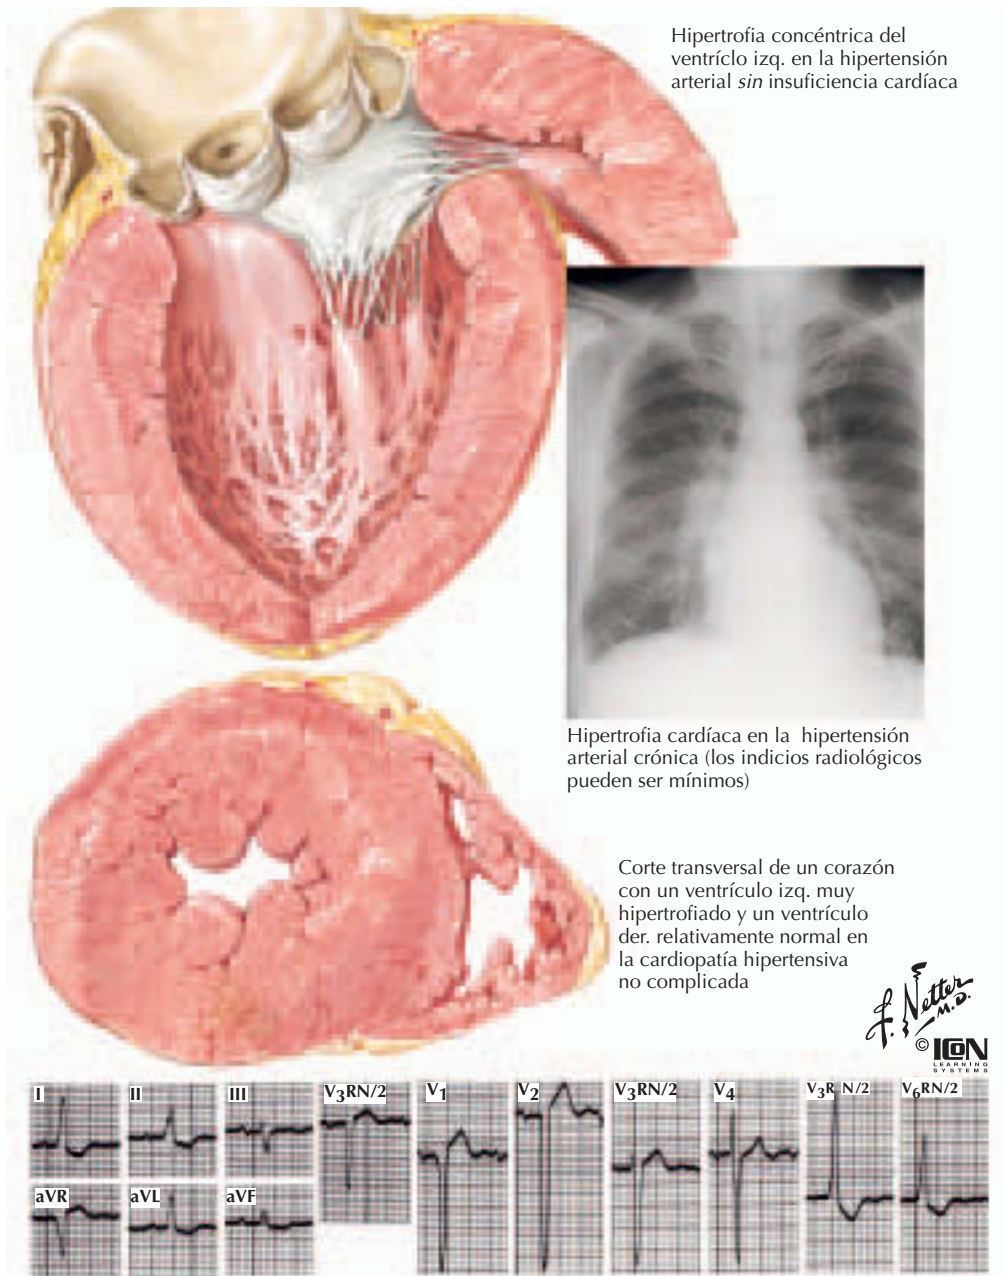 Hipertrofia concéntrica del
ventríclo izq. en la hipertensión
arterial sin insuficiencia cardíaca
Hipertrofia cardíaca en la hipertensión
arterial crónica (los indicios radiológicos
pueden ser mínimos)
Corte transversal de un corazón
con un ventrículo izq. muy
hipertrofiado y un ventrículo
der. relativamente normal en
la cardiopatía hipertensiva
no complicada
F. Netter
M.D.
© ICON
LEARNING
SYSTEMS
I II III V3RN/2 V1 V2 V3RN/2 V4 V3R N/2 V6RN/2
aVR aVL aVF